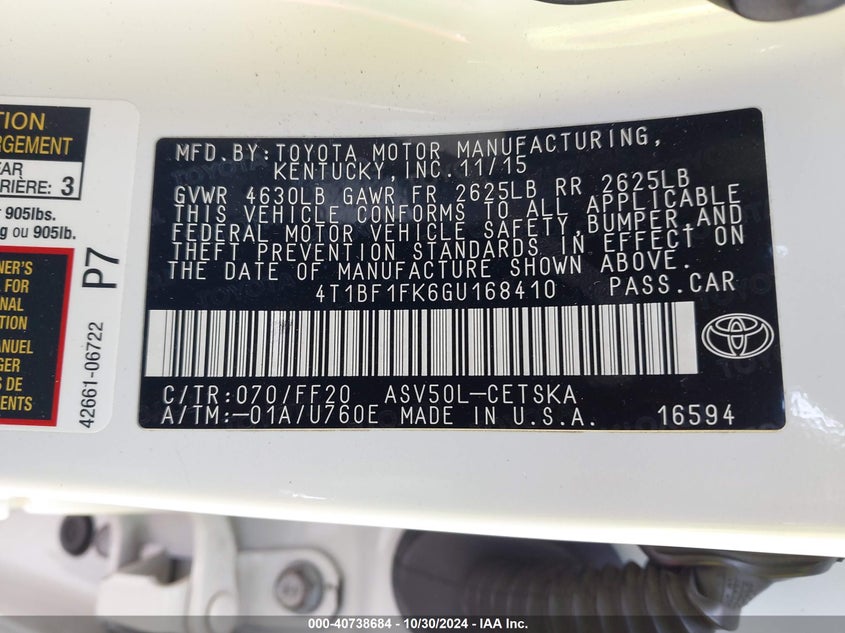 TION
RGEMENT
AR
RIÈRE: 3
905lbs.
ou 905lb.
NER'S
FOR
NAL
TION
ANUEL
GER
S DE
EMENTS
P7
42661-06722
MFD.BY:TOYOTA MOTOR MANUFACTURING,
KENTUCKY,INC.11/15
GVWR 4630LB GAWR FR 2625LB RR 2625LB
THIS VEHICLE CONFORMS TO ALL APPLICABLE
FEDERAL MOTOR VEHICLE SAFETY,BUMPER,AND
THEFT PREVENTION STANDARDS IN EFFECT ON
THE DATE OF MANUFACTURE SHOWN ABOVE.
4T1BF1FK6GU168410 PASS.CAR
C/TR:070/FF20 ASV50L-CETSKA
A/TM:-01A/U760E MADE IN U.S.A. 16594
000-40738684 - 10/30/2024 - IAA Inc.